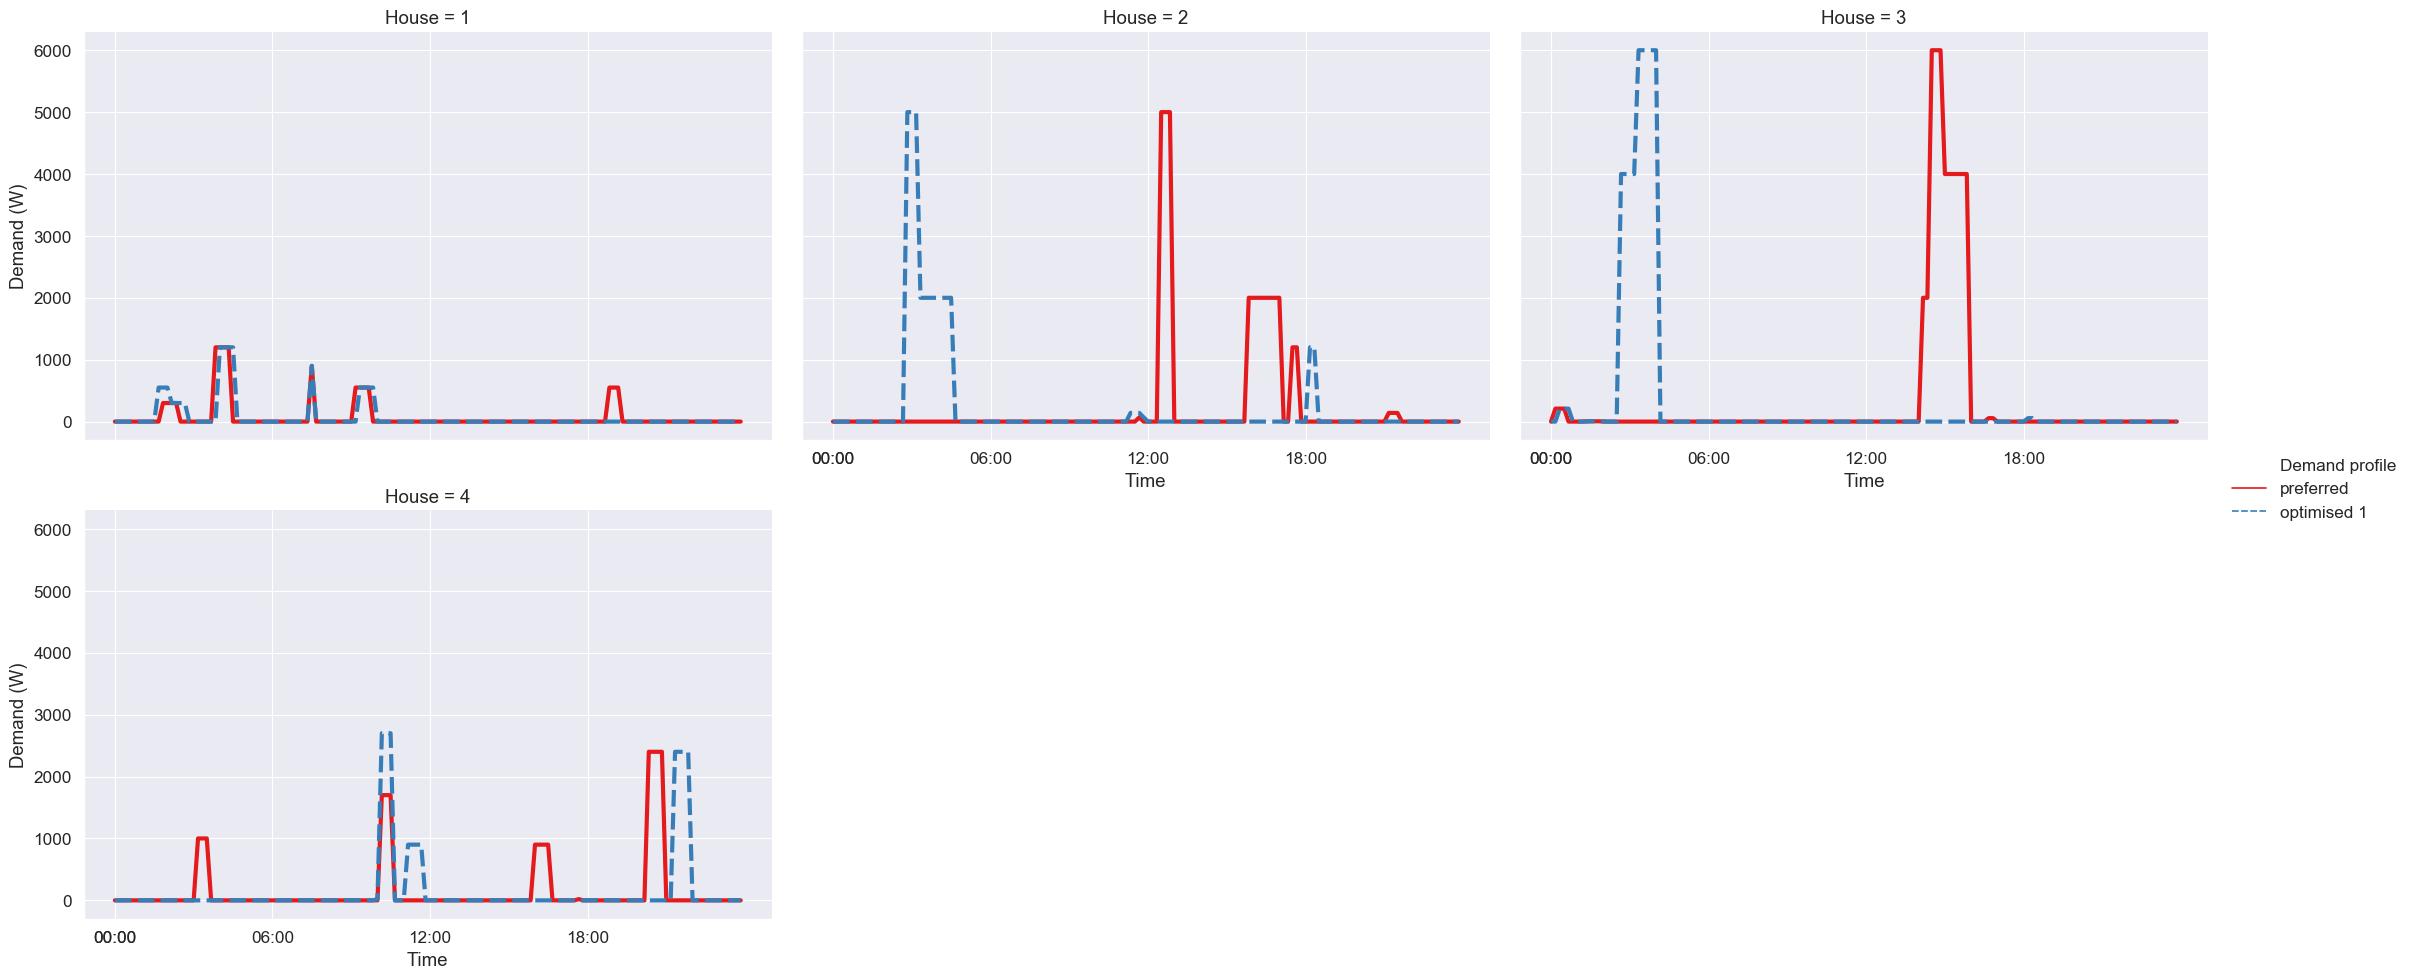 House = 1
House = 2
House = 3
6000
5000
4000
3000
2000
1000
0
Demand (W)
00:00
06:00
12:00
18:00
Time
00:00
06:00
12:00
18:00
Time
Demand profile
preferred
optimised 1
House = 4
6000
5000
4000
3000
2000
1000
0
Demand (W)
00:00
06:00
12:00
18:00
Time